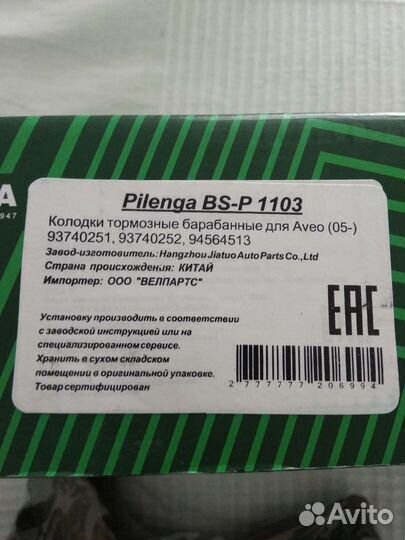 A
947
Pilenga BS-P 1103
Колодки тормозные барабанные для Aveo (05-)
93740251, 93740252, 94564513
Завод-изготовитель: Hangzhou Jiatuo Auto Parts Co.,Ltd
Страна происхождения: КИТАЙ
Импортер: ООО "ВЕЛПАРТС"
Установку производить в соответствии
с заводской инструкцией или на
специализированном сервисе.
Хранить в сухом складском
помещении в оригинальной упаковке.
Товар сертифицирован
EAC
2777777206994
Avito